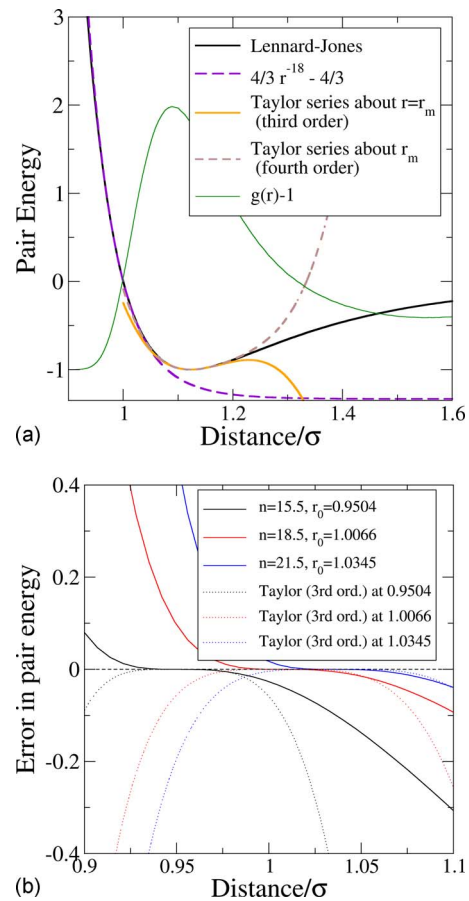 3
2
1
0
-1
Pair Energy
Lennard-Jones
4/3 r^-18 - 4/3
Taylor series about r=r_m
(third order)
Taylor series about r_m
(fourth order)
g(r)-1
1
1.2
1.4
1.6
(a)
Distance/σ
0.4
0.2
0
-0.2
-0.4
Error in pair energy
n=15.5, r_0=0.9504
n=18.5, r_0=1.0066
n=21.5, r_0=1.0345
Taylor (3rd ord.) at 0.9504
Taylor (3rd ord.) at 1.0066
Taylor (3rd ord.) at 1.0345
0.9
0.95
1
1.05
1.1
(b)
Distance/σ